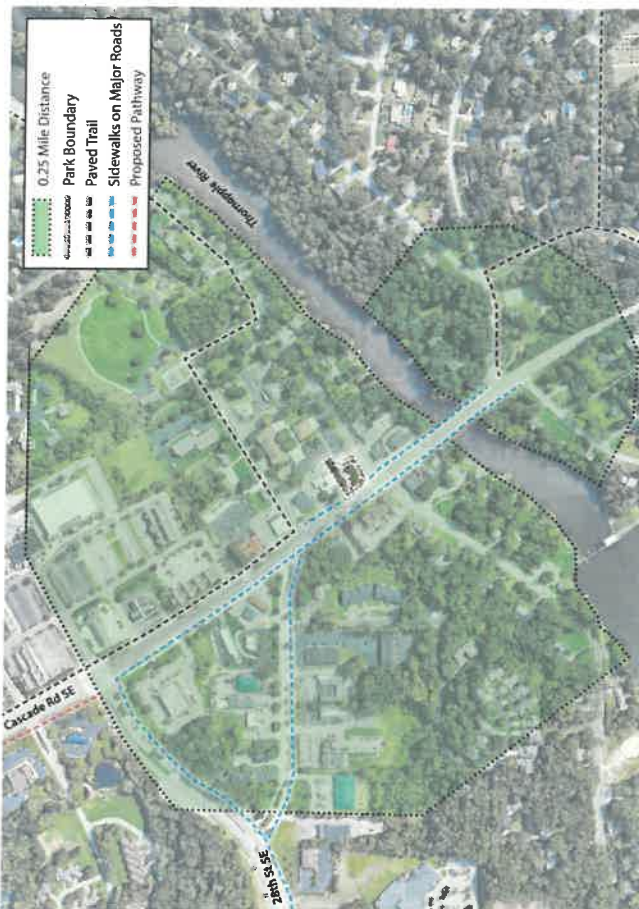 0.25 Mile Distance
Park Boundary
Paved Trail
Sidewalks on Major Roads
Proposed Pathway
Thornapple River
Cascade Rd SE
28th St SE